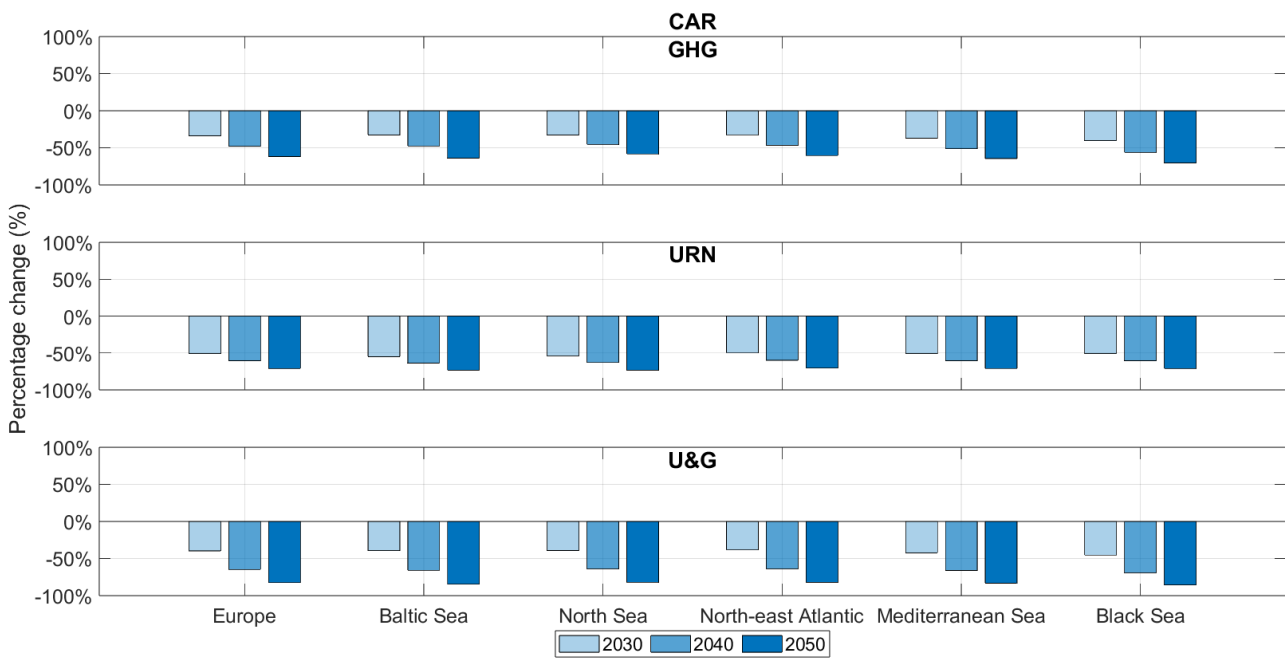 CAR
GHG
100%
50%
0%
-50%
-100%
URN
100%
50%
0%
-50%
-100%
U&G
100%
50%
0%
-50%
-100%
Percentage change (%)
Europe Baltic Sea North Sea North-east Atlantic Mediterranean Sea Black Sea
2030 2040 2050